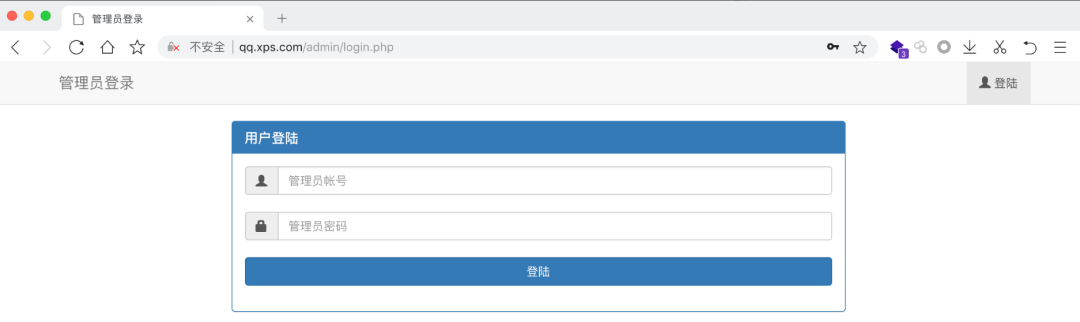 管理员登录
不安全 | qq.xps.com/admin/login.php
3
管理员登录
登陆
用户登陆
管理员帐号
管理员密码
登陆